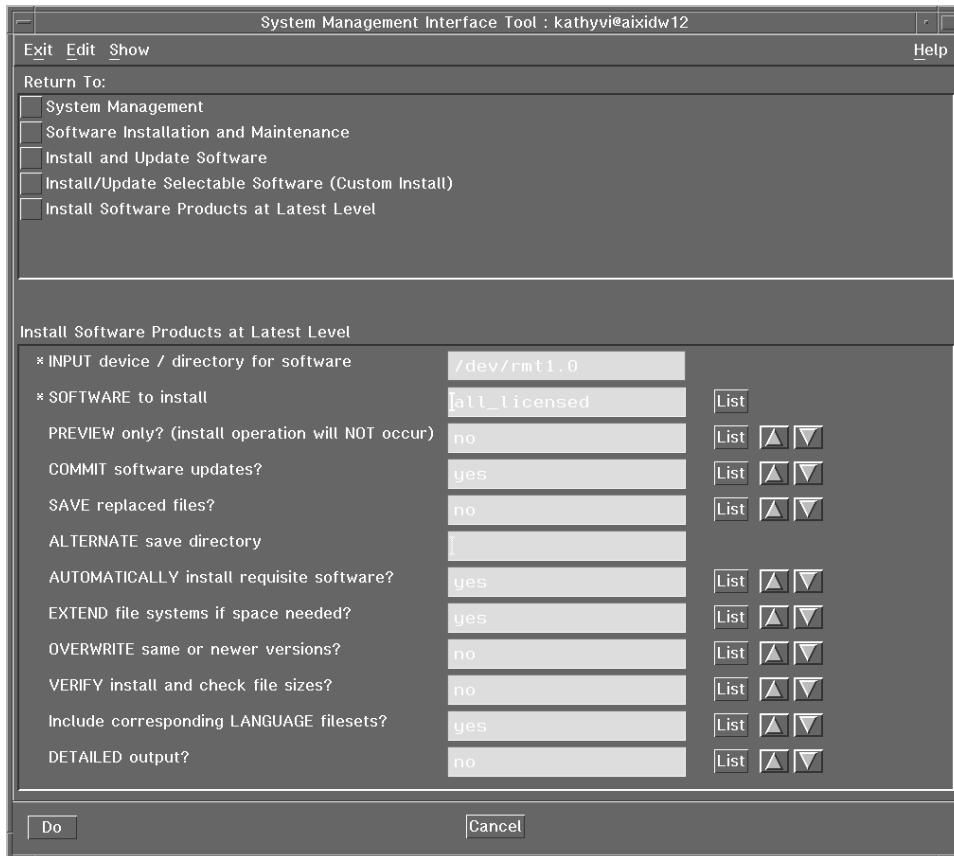 System Management Interface Tool : kathyvi@aixidw12
Exit Edit Show Help
Return To:
System Management
Software Installation and Maintenance
Install and Update Software
Install/Update Selectable Software (Custom Install)
Install Software Products at Latest Level
Install Software Products at Latest Level
* INPUT device / directory for software /dev/rmt1.0
* SOFTWARE to install all_licensed List
PREVIEW only? (install operation will NOT occur) no List
COMMIT software updates? yes List
SAVE replaced files? no List
ALTERNATE save directory
AUTOMATICALLY install requisite software? yes List
EXTEND file systems if space needed? yes List
OVERWRITE same or newer versions? no List
VERIFY install and check file sizes? no List
Include corresponding LANGUAGE filesets? yes List
DETAILED output? no List
Do Cancel